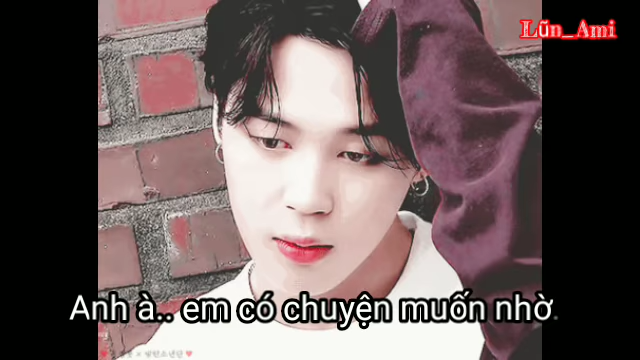 Lũn_Ami
Anh à.. em có chuyện muốn nhờ.